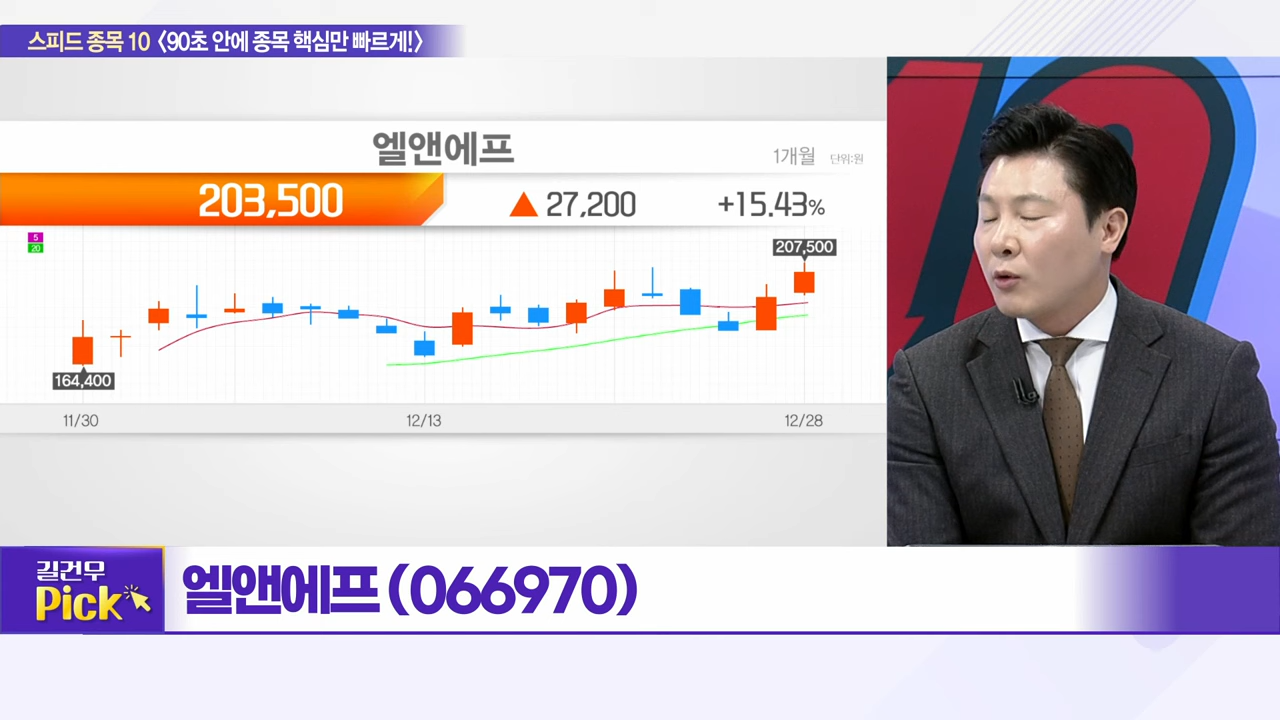 스피드 종목 10 <90초 안에 종목 핵심만 빠르게!>
엘앤에프
1개월 단위:원
203,500 ▲ 27,200 +15.43%
5
20
207,500
164,400
11/30 12/13 12/28
길건무
Pick
엘앤에프 (066970)